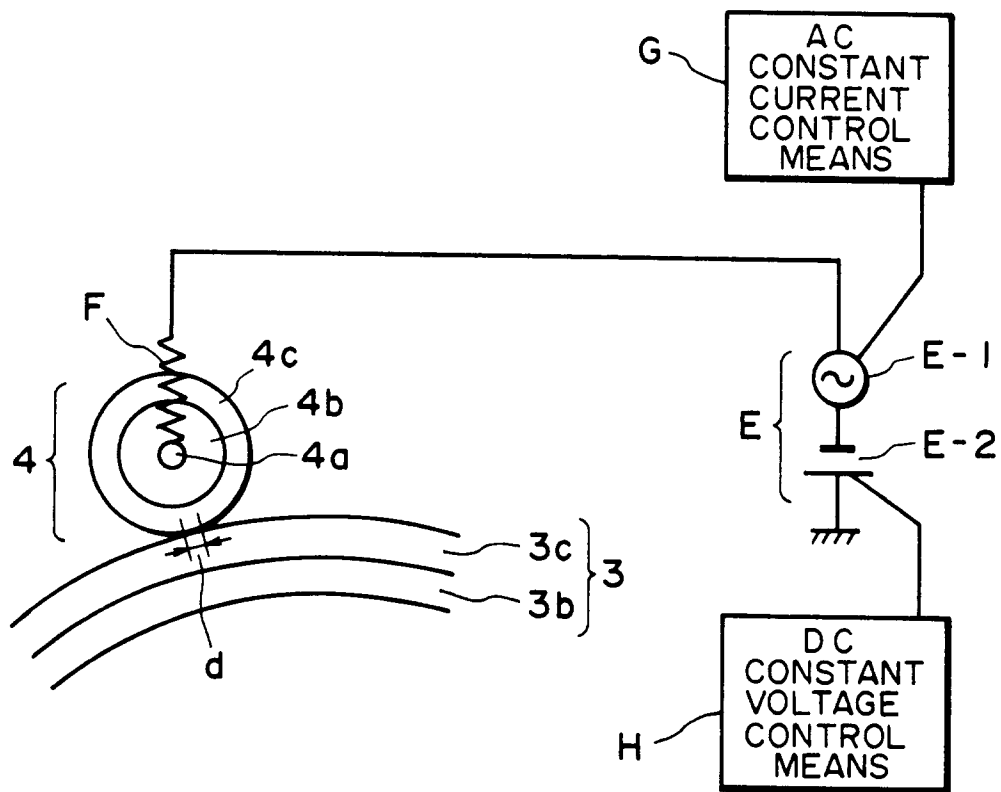 G
AC
CONSTANT
CURRENT
CONTROL
MEANS
F
4c
4b
4a
4
E-1
E
E-2
3c
3
3b
d
H
DC
CONSTANT
VOLTAGE
CONTROL
MEANS